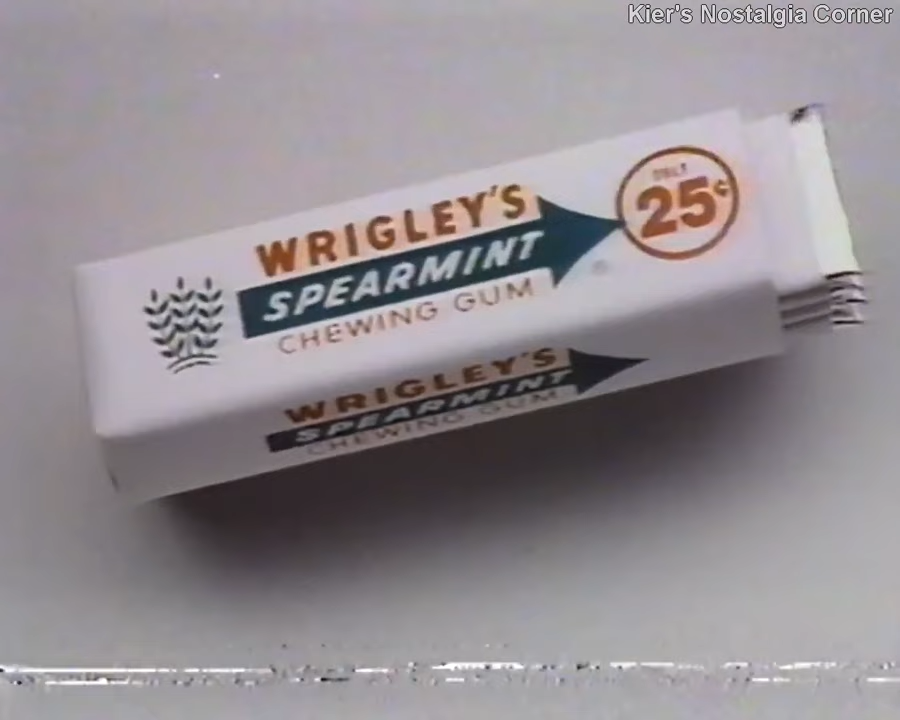 Kier's Nostalgia Corner
WRIGLEY'S
SPEARMINT
CHEWING GUM
ONLY
25¢
WRIGLEY'S
SPEARMINT
CHEWING GUM